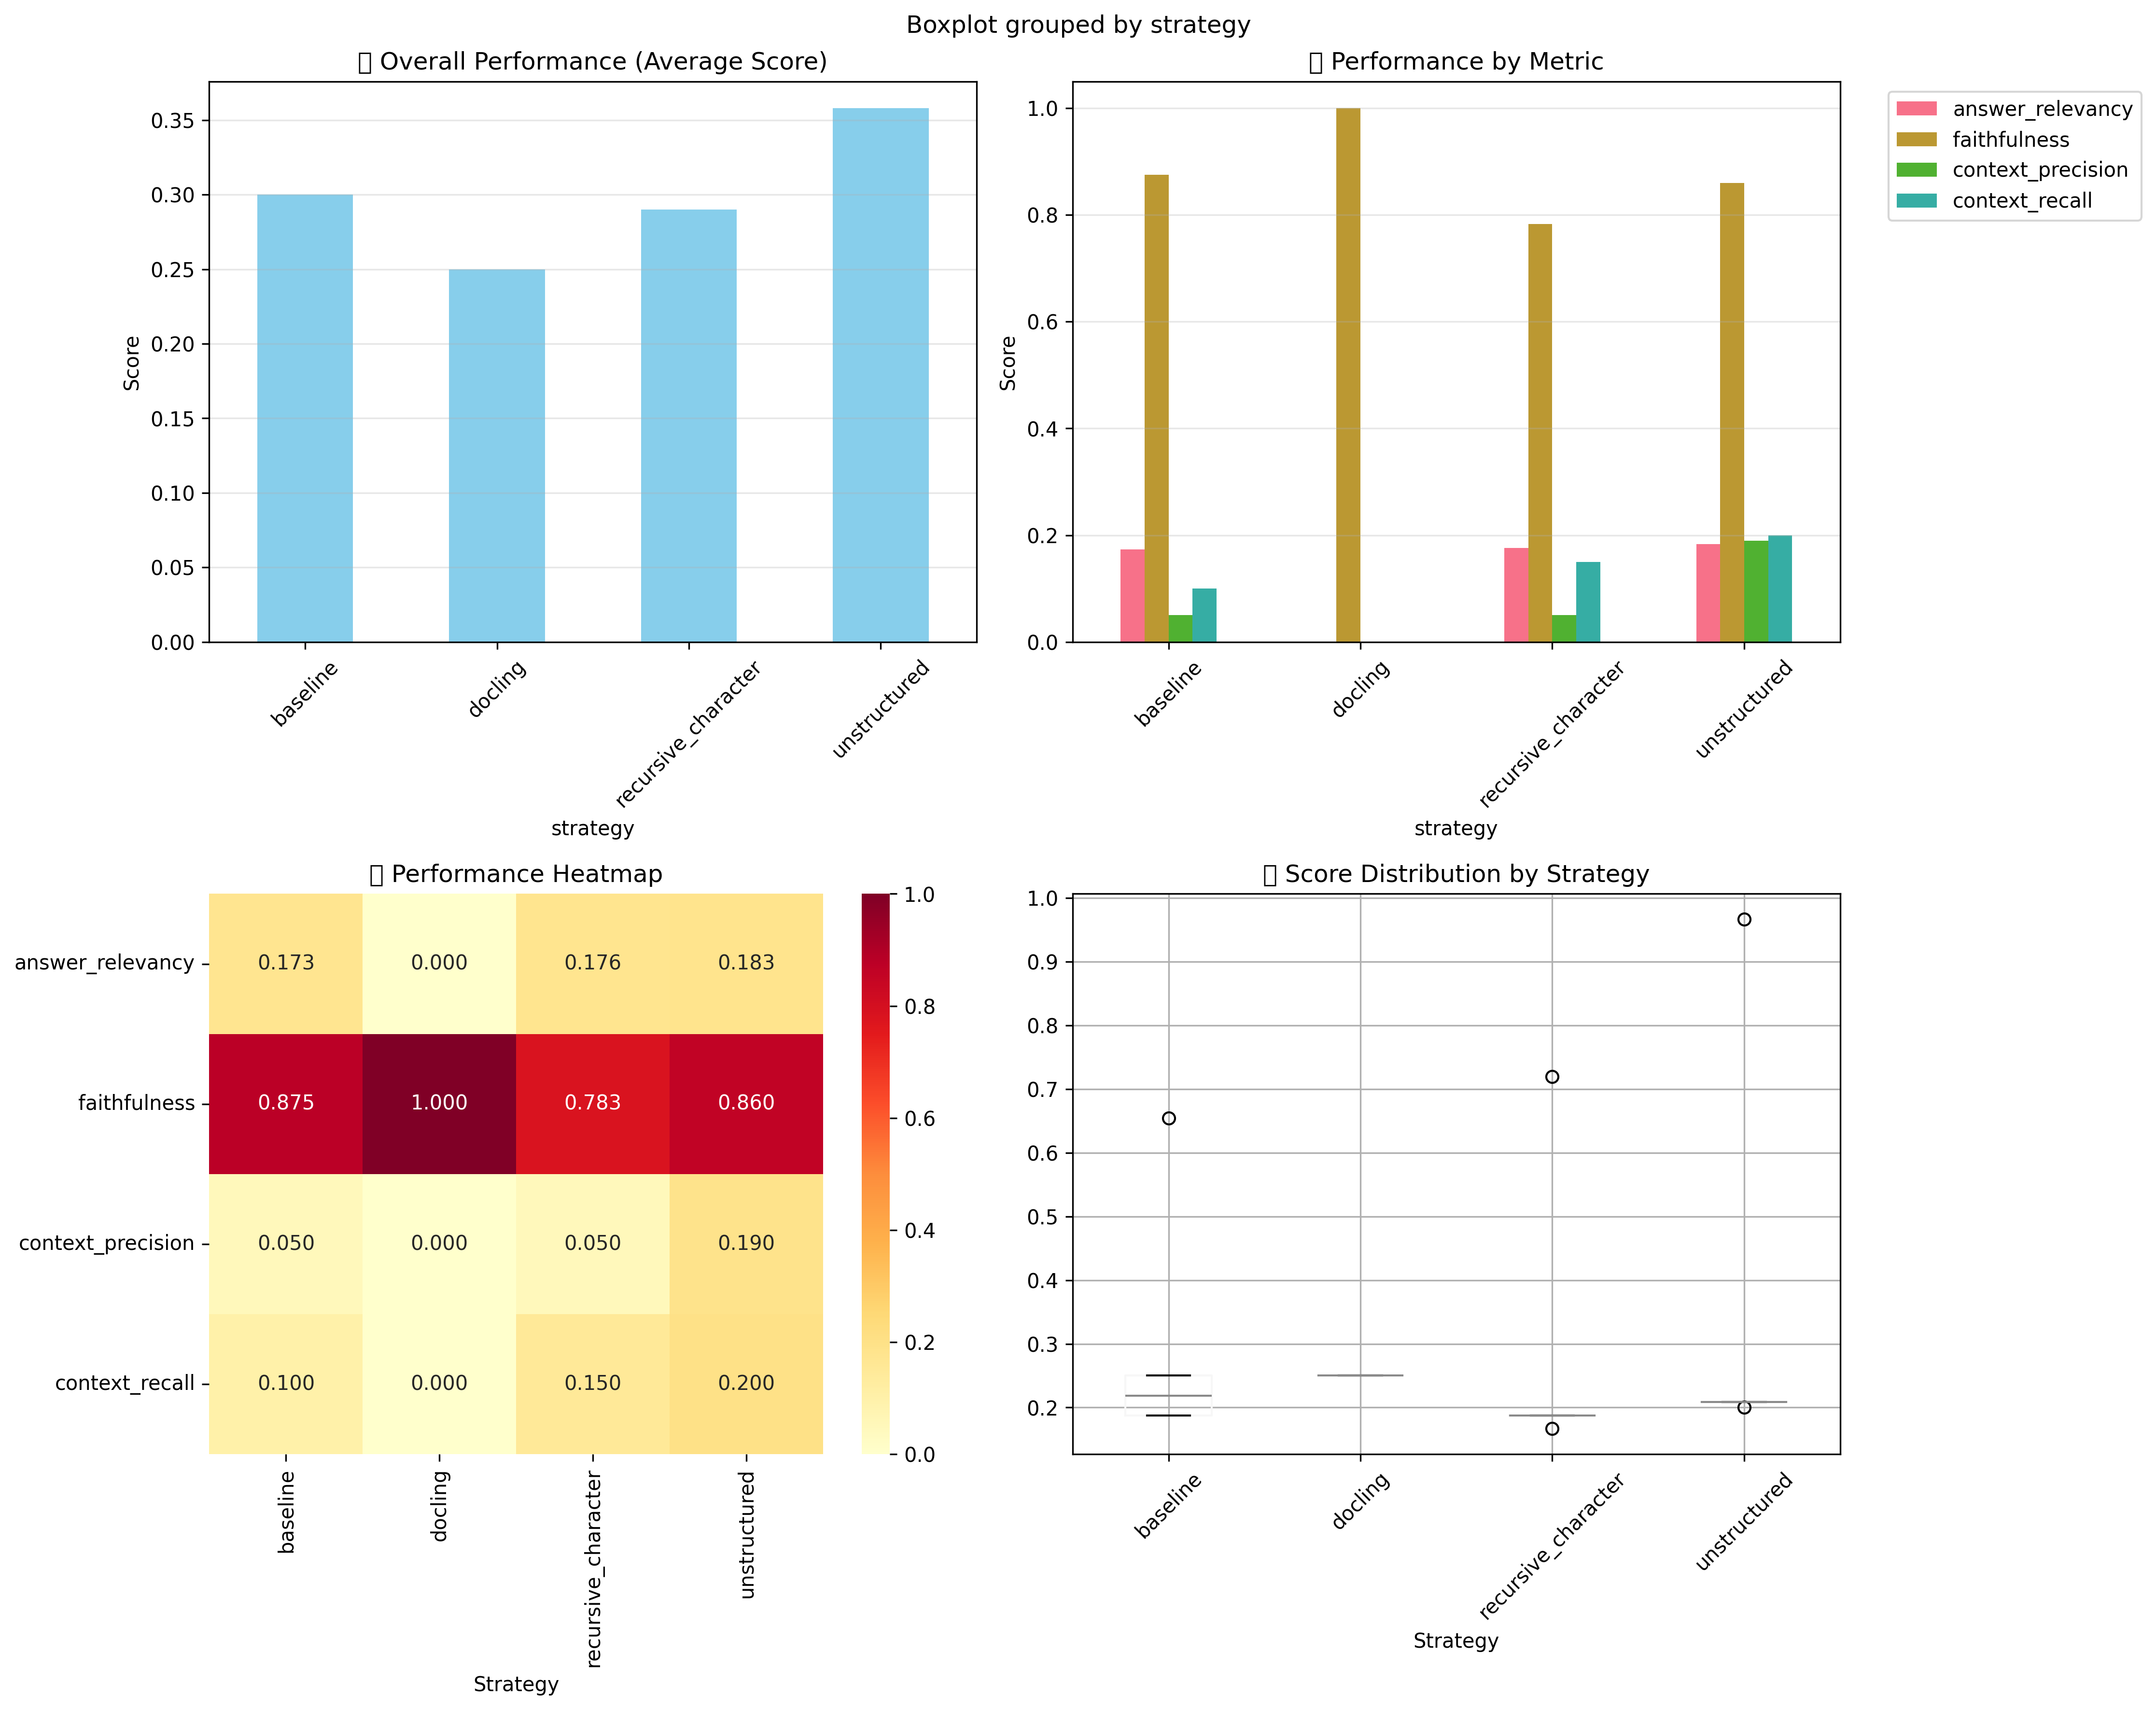 Boxplot grouped by strategy
▯ Overall Performance (Average Score)
0.35
0.30
0.25
0.20
0.15
0.10
0.05
0.00
Score
baseline
docling
recursive_character
unstructured
strategy
▯ Performance by Metric
1.0
0.8
0.6
0.4
0.2
0.0
Score
baseline
docling
recursive_character
unstructured
strategy
answer_relevancy
faithfulness
context_precision
context_recall
▯ Performance Heatmap
answer_relevancy 0.173 0.000 0.176 0.183
faithfulness 0.875 1.000 0.783 0.860
context_precision 0.050 0.000 0.050 0.190
context_recall 0.100 0.000 0.150 0.200
baseline
docling
recursive_character
unstructured
Strategy
1.0
0.8
0.6
0.4
0.2
0.0
▯ Score Distribution by Strategy
1.0
0.9
0.8
0.7
0.6
0.5
0.4
0.3
0.2
baseline
docling
recursive_character
unstructured
Strategy